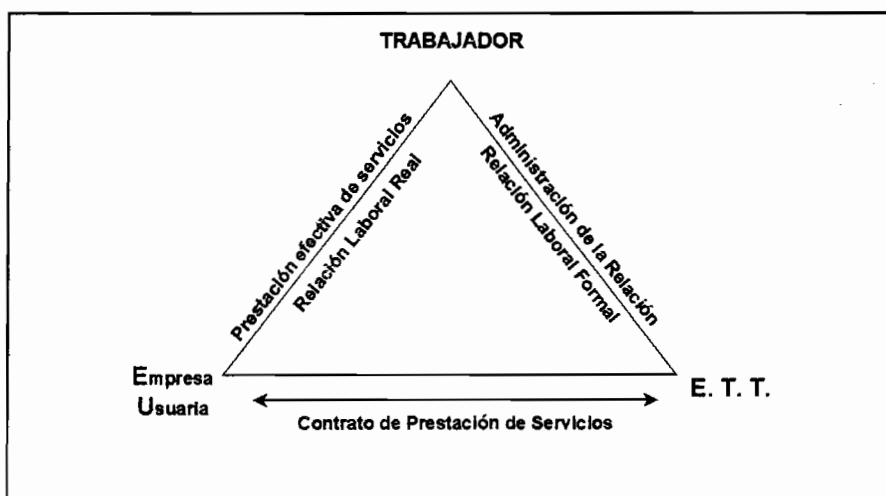 TRABAJADOR
Prestación efectiva de servicios
Relación Laboral Real
Administración de la Relación
Relación Laboral Formal
Empresa
Usuaria
E. T. T.
Contrato de Prestación de Servicios